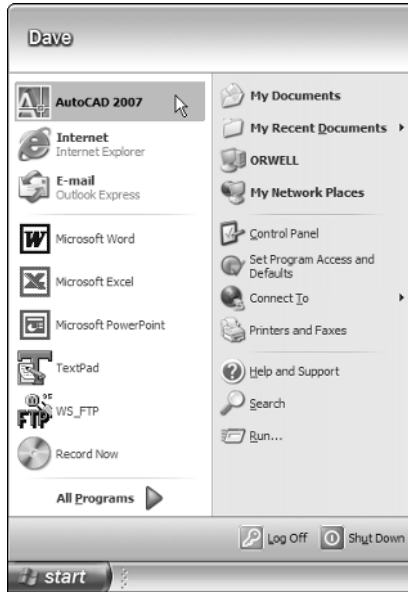 Dave
AutoCAD 2007
Internet
Internet Explorer
E-mail
Outlook Express
Microsoft Word
Microsoft Excel
Microsoft PowerPoint
TextPad
WS_FTP
Record Now
All Programs
My Documents
My Recent Documents
ORWELL
My Network Places
Control Panel
Set Program Access and
Defaults
Connect To
Printers and Faxes
Help and Support
Search
Run...
Log Off
Shut Down
start